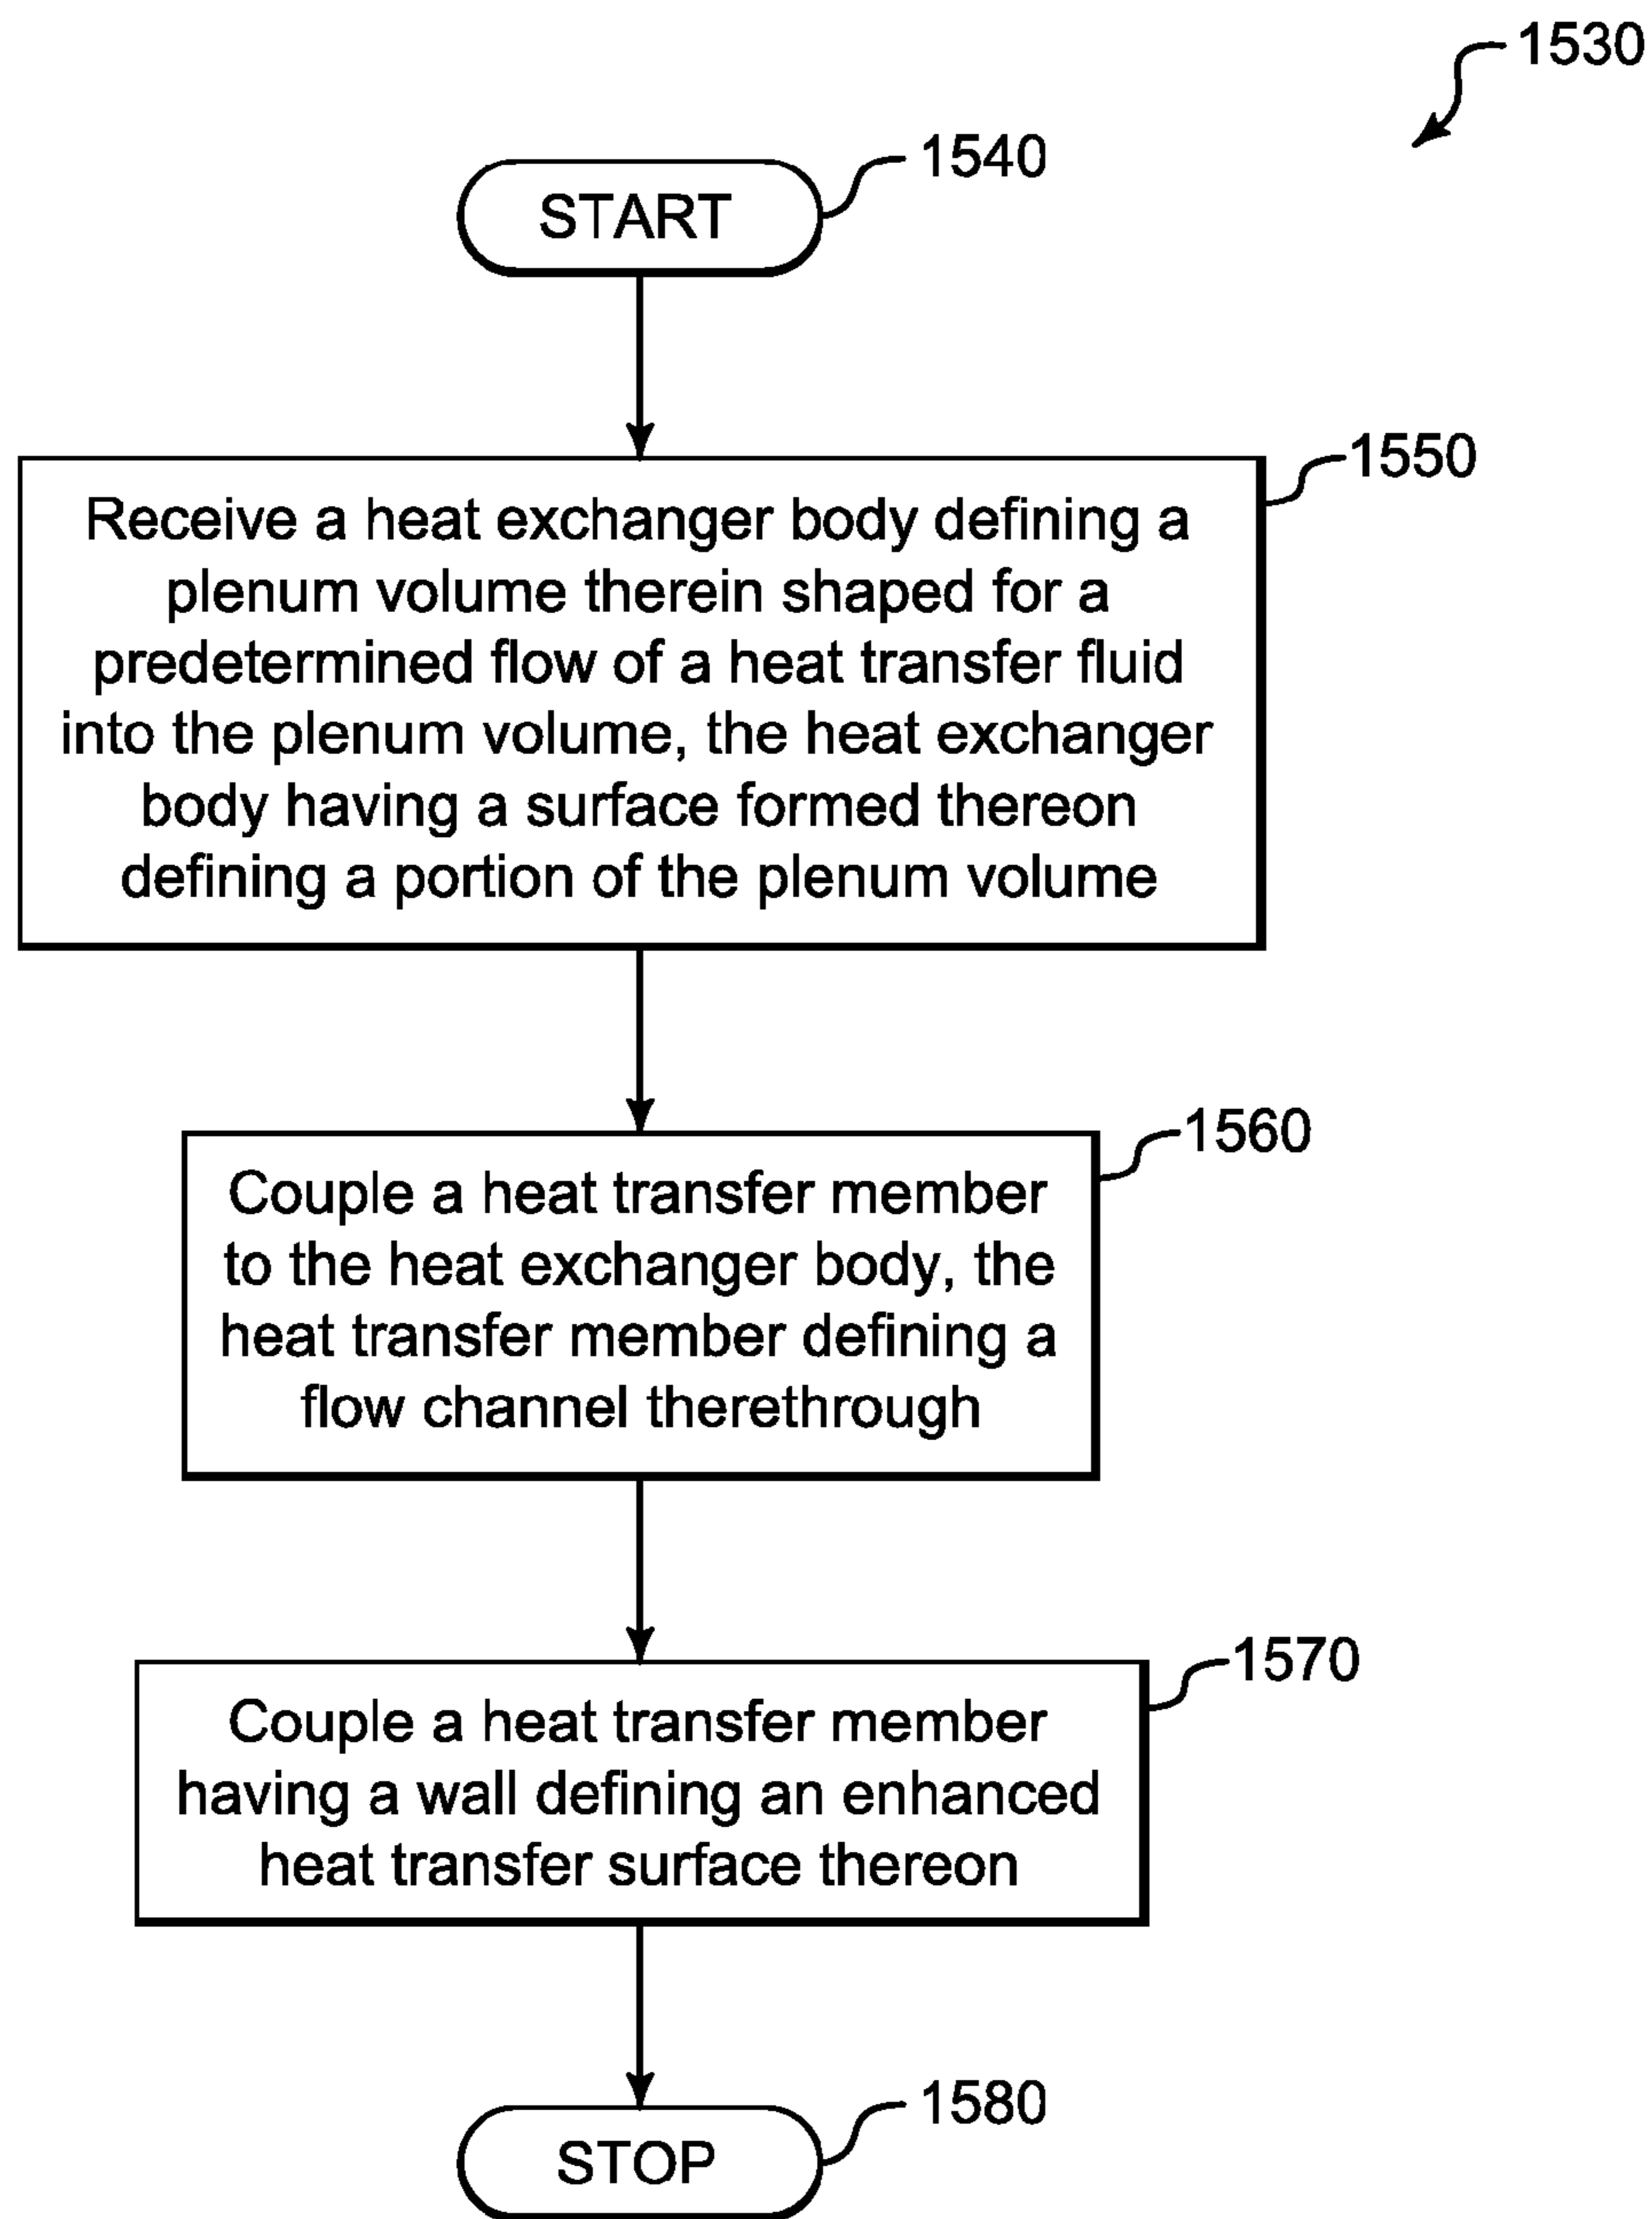 1530
1540
START
1550
Receive a heat exchanger body defining a
plenum volume therein shaped for a
predetermined flow of a heat transfer fluid
into the plenum volume, the heat exchanger
body having a surface formed thereon
defining a portion of the plenum volume
1560
Couple a heat transfer member
to the heat exchanger body, the
heat transfer member defining a
flow channel therethrough
1570
Couple a heat transfer member
having a wall defining an enhanced
heat transfer surface thereon
1580
STOP